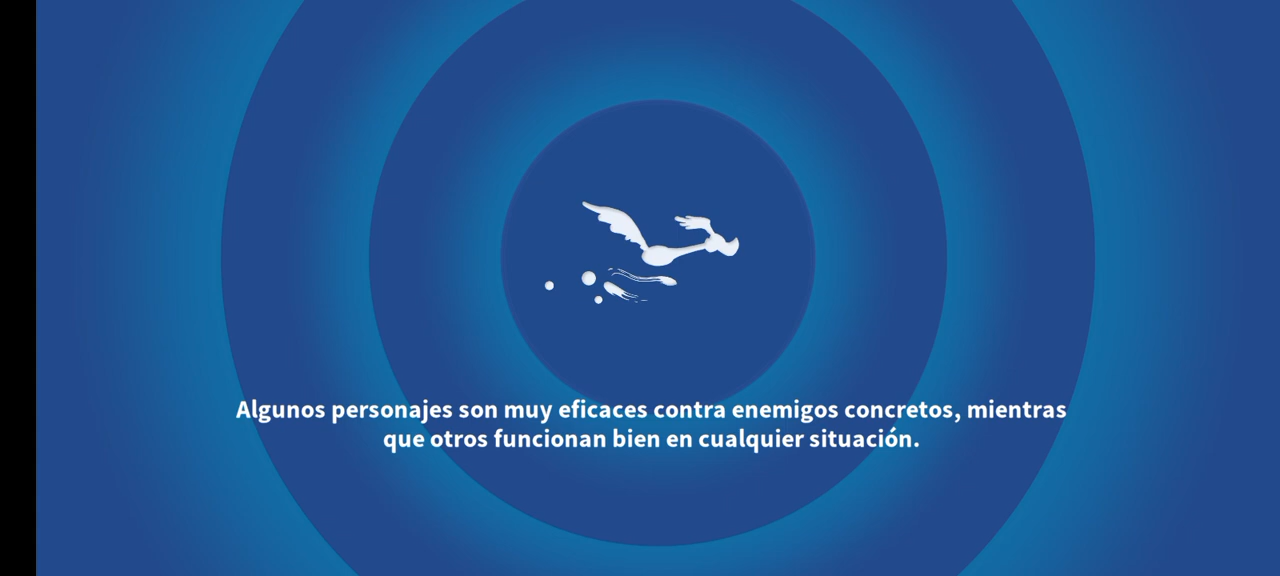 Algunos personajes son muy eficaces contra enemigos concretos, mientras
que otros funcionan bien en cualquier situación.